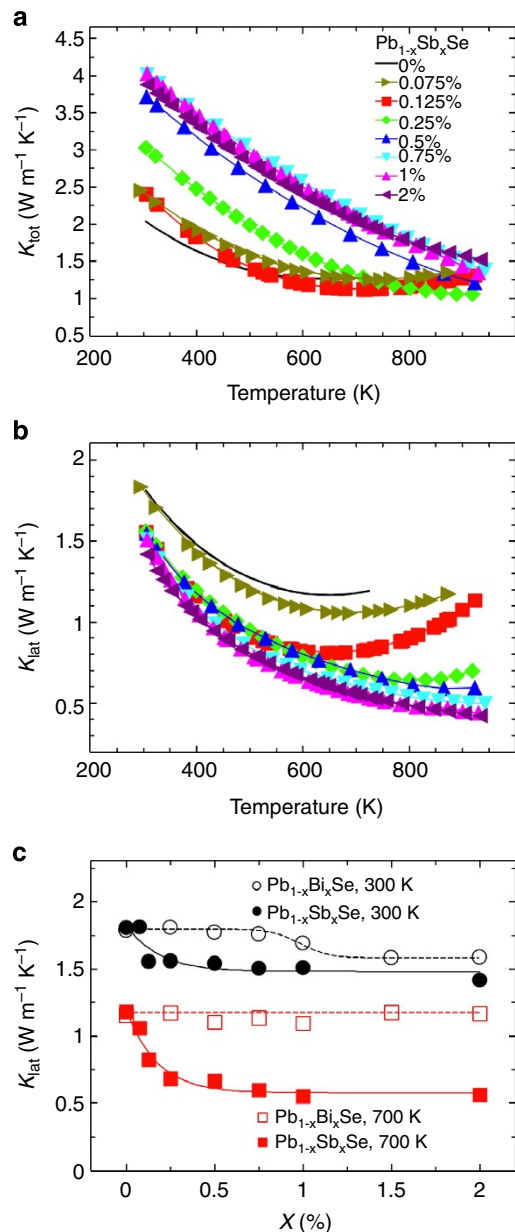 a
4.5
4
3.5
3
2.5
2
1.5
1
0.5
K_tot (W m⁻¹ K⁻¹)
Pb₁₋ₓSbₓSe
0%
0.075%
0.125%
0.25%
0.5%
0.75%
1%
2%
200 400 600 800
Temperature (K)
b
2
1.5
1
0.5
K_lat (W m⁻¹ K⁻¹)
200 400 600 800
Temperature (K)
c
2
1.5
1
0.5
0
K_lat (W m⁻¹ K⁻¹)
Pb₁₋ₓBiₓSe, 300 K
Pb₁₋ₓSbₓSe, 300 K
Pb₁₋ₓBiₓSe, 700 K
Pb₁₋ₓSbₓSe, 700 K
0 0.5 1 1.5 2
X (%)